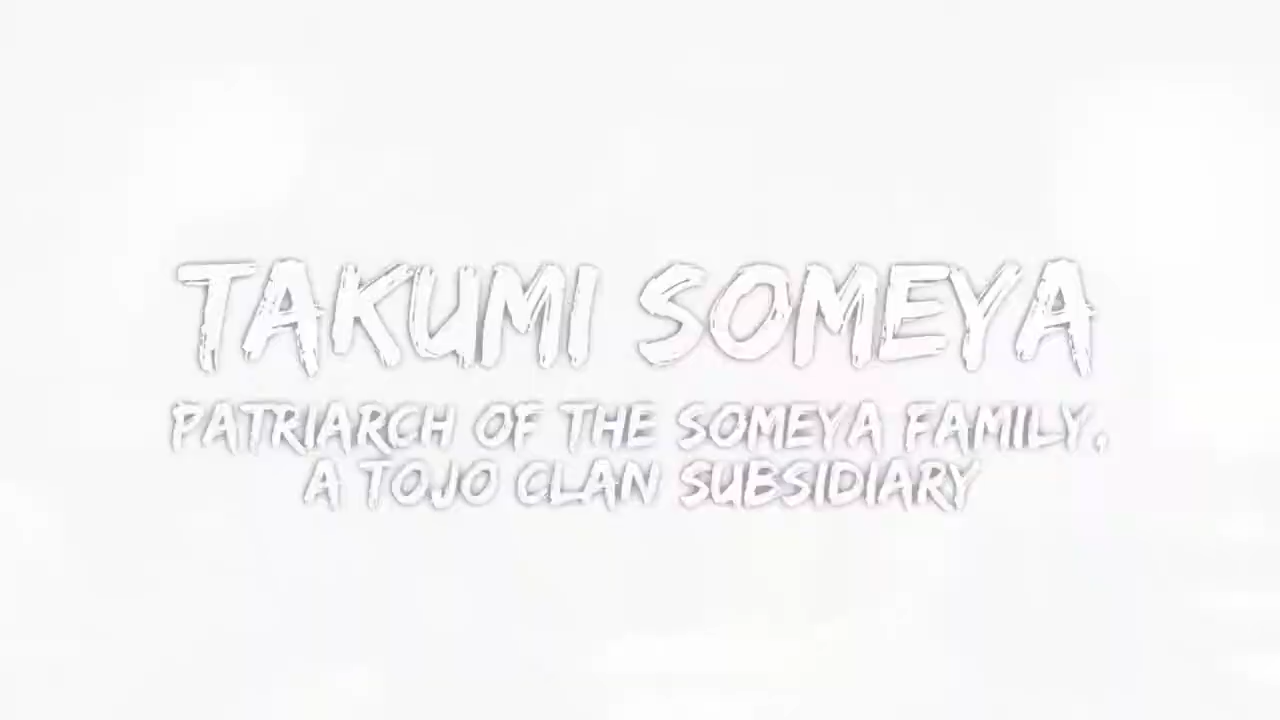 TAKUMI SOMEYA
PATRIARCH OF THE SOMEYA FAMILY,
A TOJO CLAN SUBSIDIARY